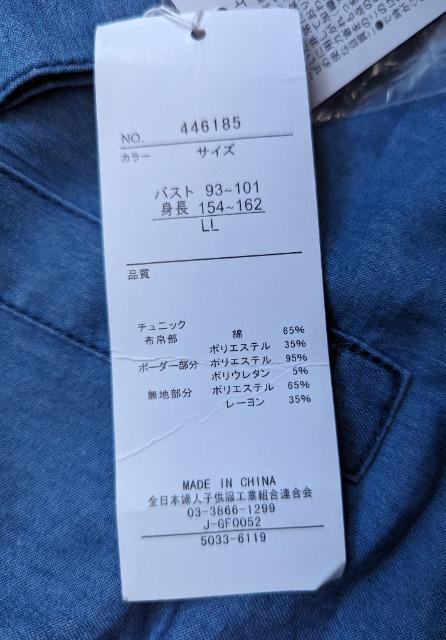 NO. 446185
カラー サイズ
バスト 93~101
身長 154~162
LL
品質
チュニック
布帛部 綿 65%
ポリエステル 35%
ボーダー部分 ポリエステル 95%
ポリウレタン 5%
無地部分 ポリエステル 65%
レーヨン 35%
MADE IN CHINA
全日本婦人子供服工業組合連合会
03-3866-1299
J-GF0052
5033-6119